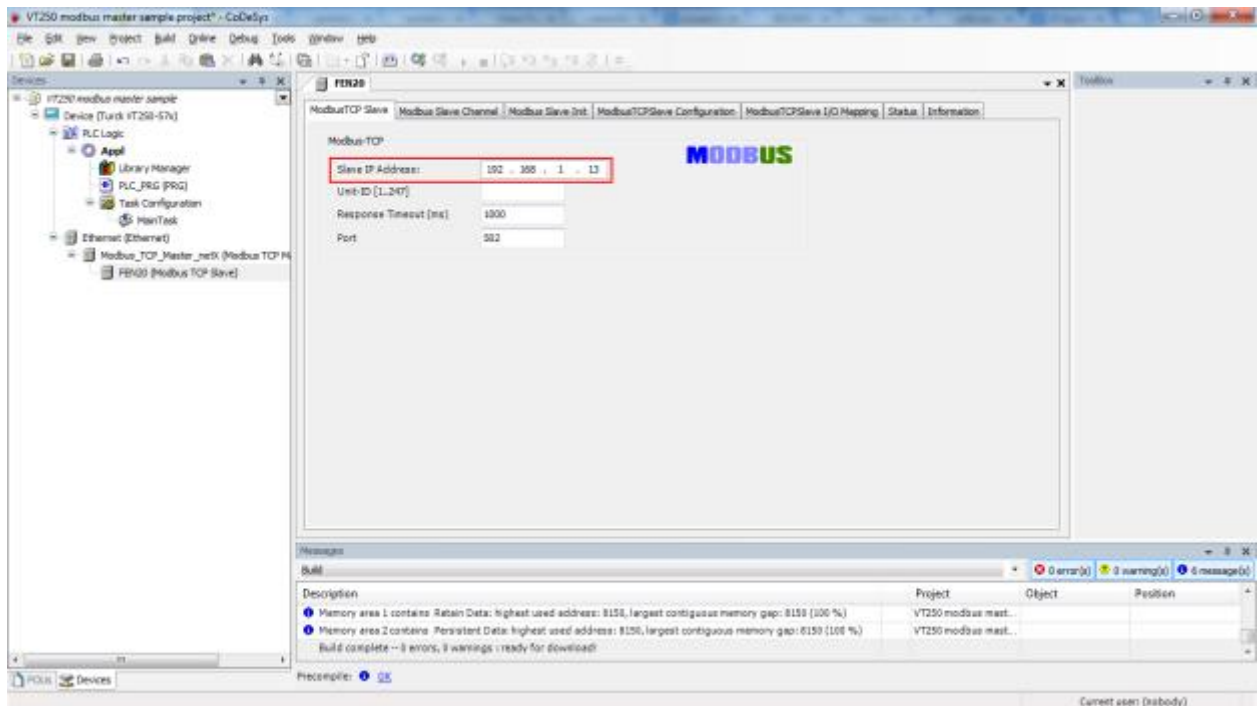 VT250 modbus master sample project* - CoDeSys
File Edit View Project Build Online Debug Tools Window Help
Devices
VT250 modbus master sample
Device (Turck VT250-57x)
PLC Logic
Appl
Library Manager
PLC_PRG (PRG)
Task Configuration
MainTask
Ethernet (Ethernet)
Modbus_TCP_Master_netX (Modbus TCP M
FEN20 (Modbus TCP Slave)
POUs Devices
FEN20
ModbusTCP Slave Modbus Slave Channel Modbus Slave Init ModbusTCPSlave Configuration ModbusTCPSlave I/O Mapping Status Information
Modbus-TCP
MODBUS
Slave IP Address: 192 . 168 . 1 . 13
Unit-ID [1..247]
Response Timeout (ms) 1000
Port 502
ToolBox
Messages
Build 0 error(s) 0 warning(s) 6 message(s)
Description Project Object Position
Memory area 1 contains Retain Data: highest used address: 8150, largest contiguous memory gap: 8150 (100 %) VT250 modbus mast...
Memory area 2 contains Persistent Data: highest used address: 8150, largest contiguous memory gap: 8150 (100 %) VT250 modbus mast...
Build complete -- 0 errors, 0 warnings : ready for download!
Precompile: OK
Current user: (nobody)